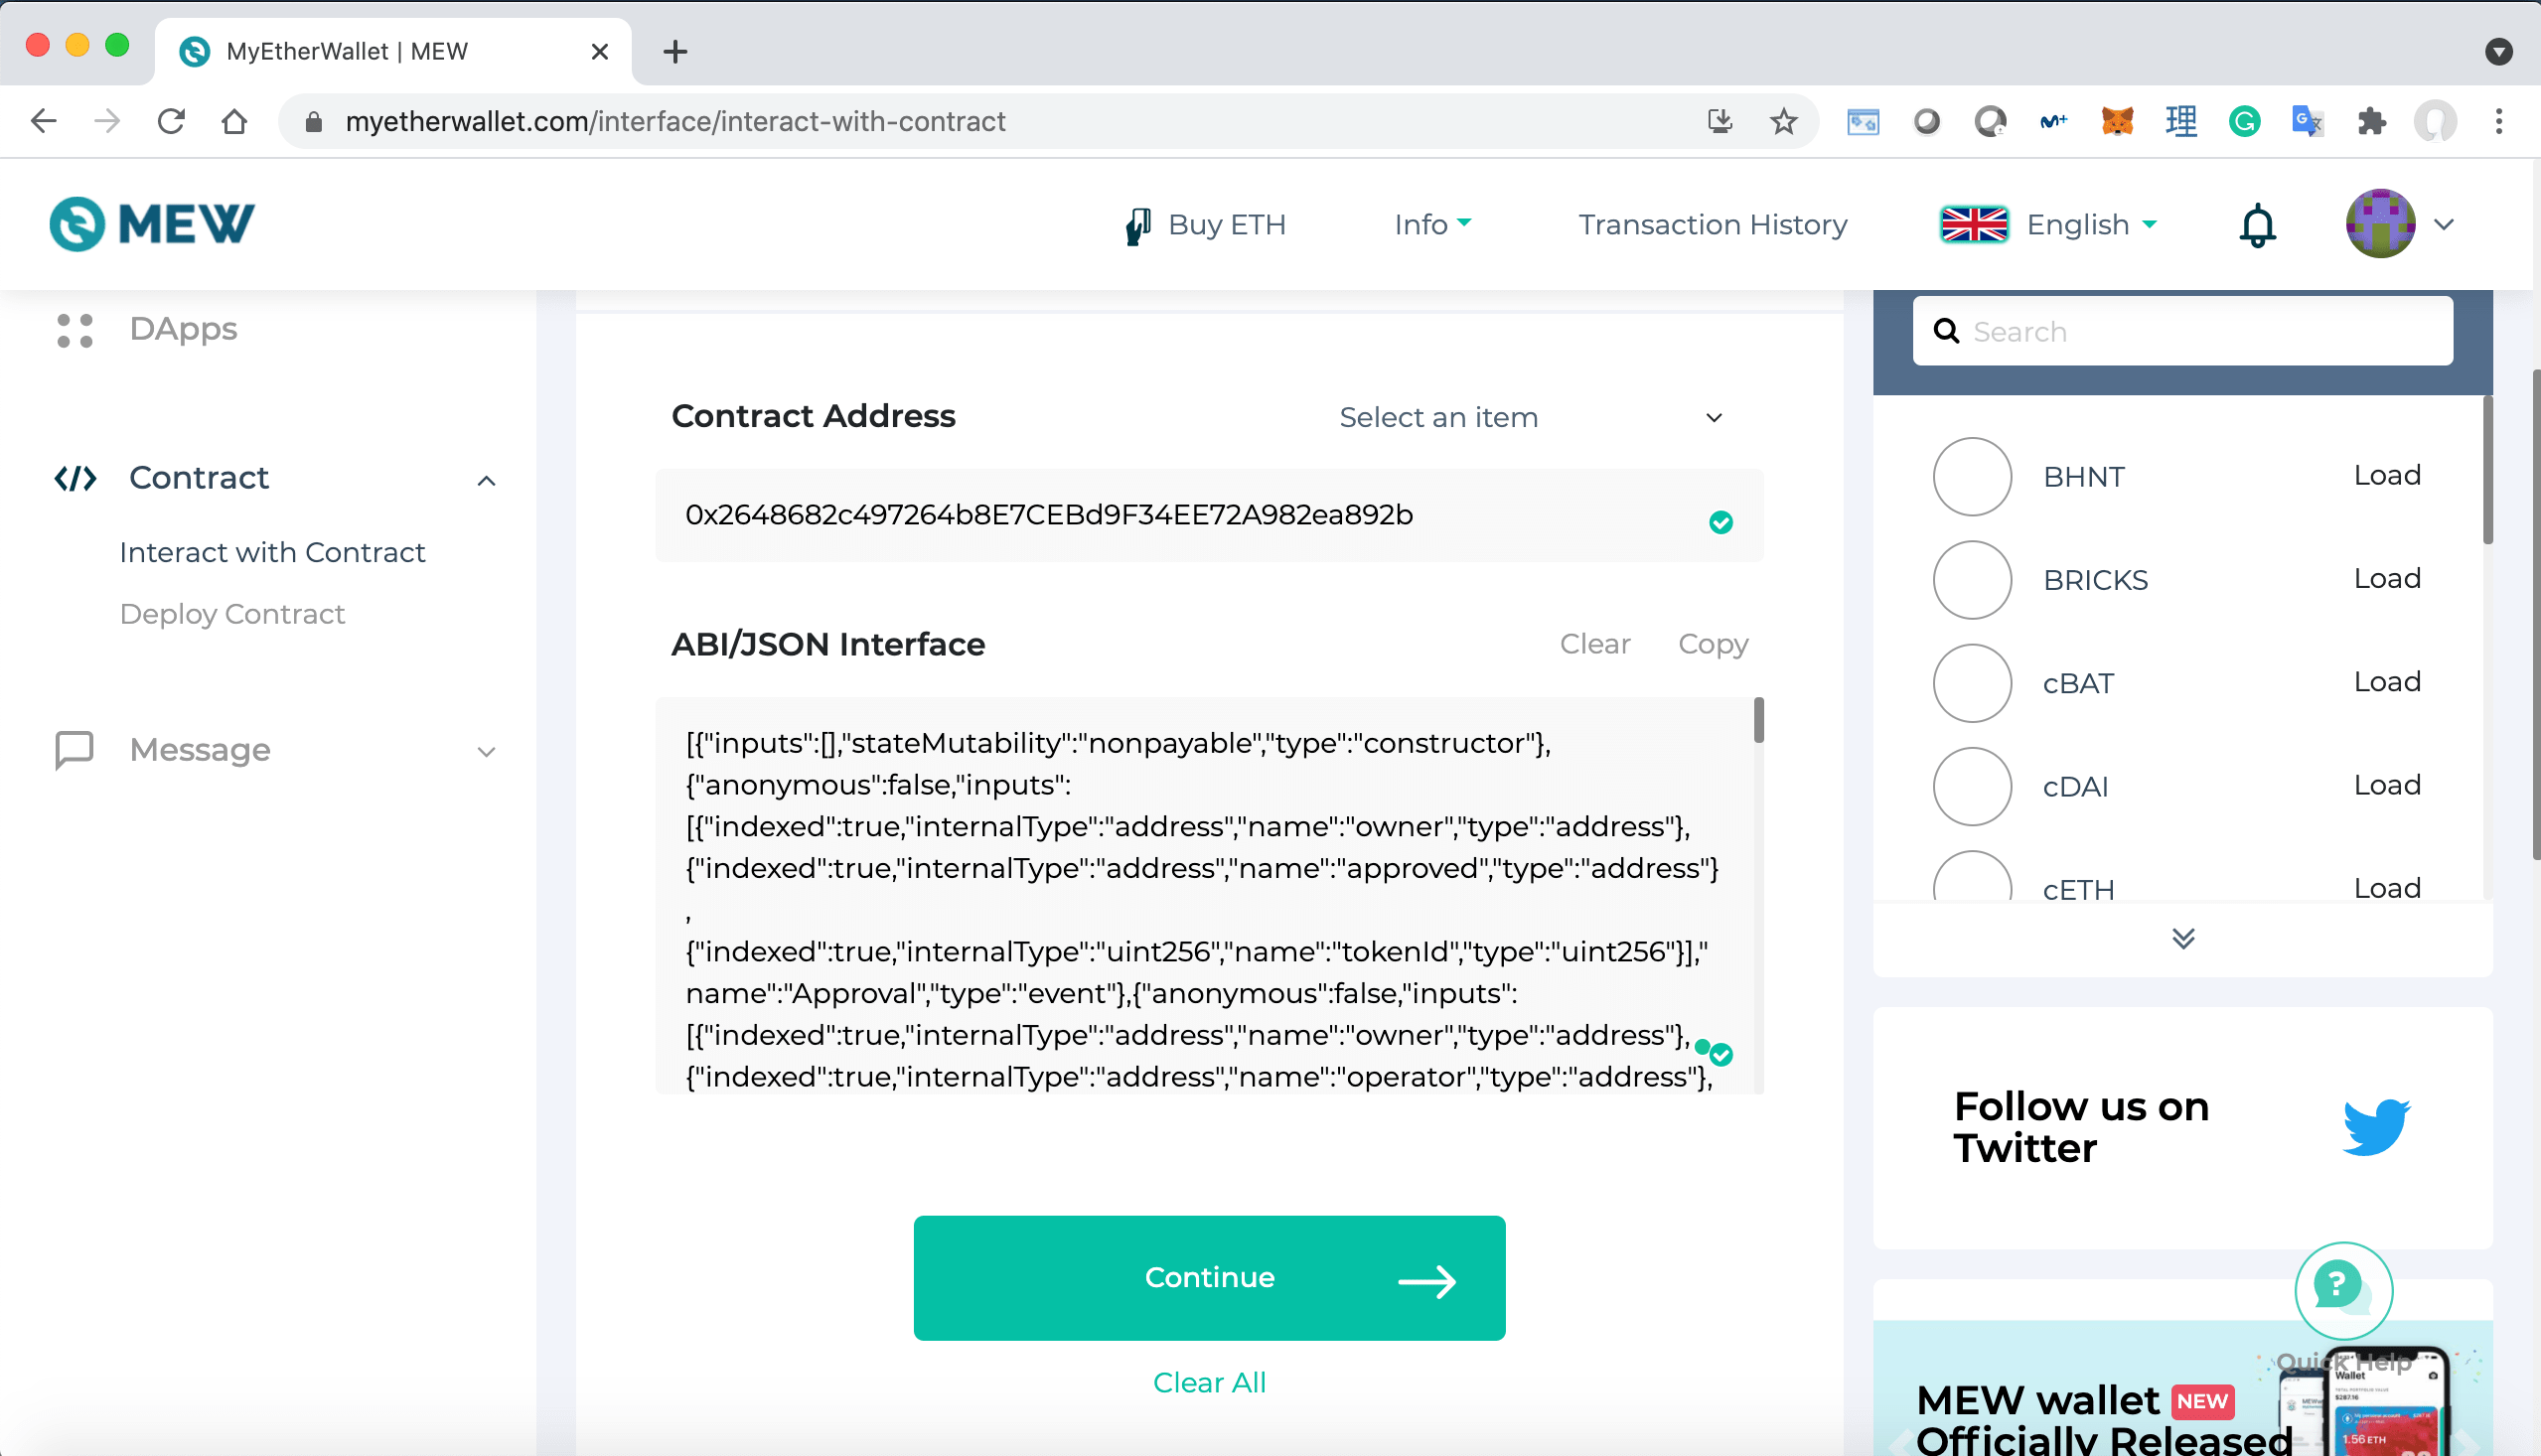 MyEtherWallet | MEW
myetherwallet.com/interface/interact-with-contract
MEW
Buy ETH
Info
Transaction History
English
DApps
Contract
Interact with Contract
Deploy Contract
Message
Contract Address
Select an item
0x2648682c497264b8E7CEBd9F34EE72A982ea892b
ABI/JSON Interface
Clear
Copy
[{"inputs":[],"stateMutability":"nonpayable","type":"constructor"},
{"anonymous":false,"inputs":
[{"indexed":true,"internalType":"address","name":"owner","type":"address"},
{"indexed":true,"internalType":"address","name":"approved","type":"address"}
,
{"indexed":true,"internalType":"uint256","name":"tokenId","type":"uint256"}],"
name":"Approval","type":"event"},{"anonymous":false,"inputs":
[{"indexed":true,"internalType":"address","name":"owner","type":"address"},
{"indexed":true,"internalType":"address","name":"operator","type":"address"},
Continue
Clear All
Search
BHNT Load
BRICKS Load
cBAT Load
cDAI Load
cETH Load
Follow us on
Twitter
?
Quick Help
MEW wallet NEW
Officially Released
Wallet
$287.16
1.56 ETH